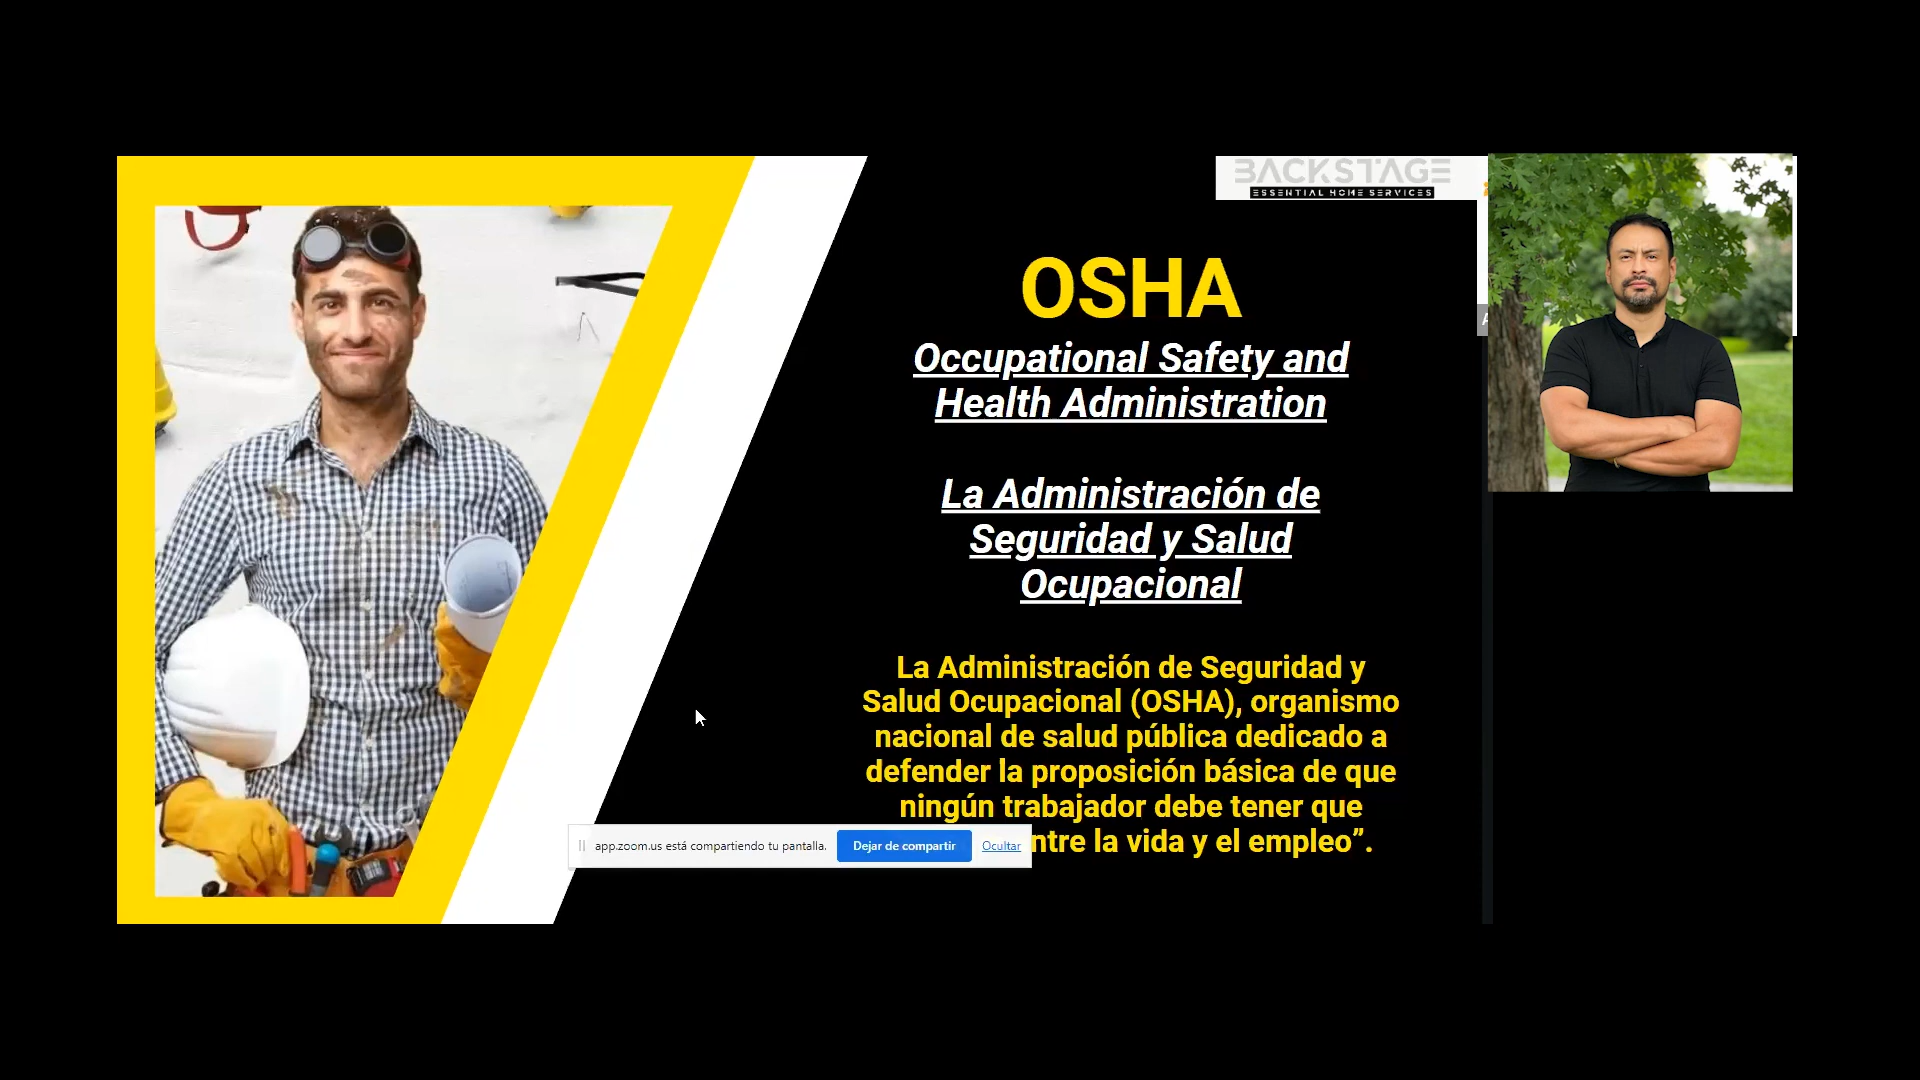 BACKSTAGE
ESSENTIAL HOME SERVICES
OSHA
Occupational Safety and
Health Administration
La Administración de
Seguridad y Salud
Ocupacional
La Administración de Seguridad y
Salud Ocupacional (OSHA), organismo
nacional de salud pública dedicado a
defender la proposición básica de que
ningún trabajador debe tener que
ntre la vida y el empleo”.
app.zoom.us está compartiendo tu pantalla.
Dejar de compartir
Ocultar